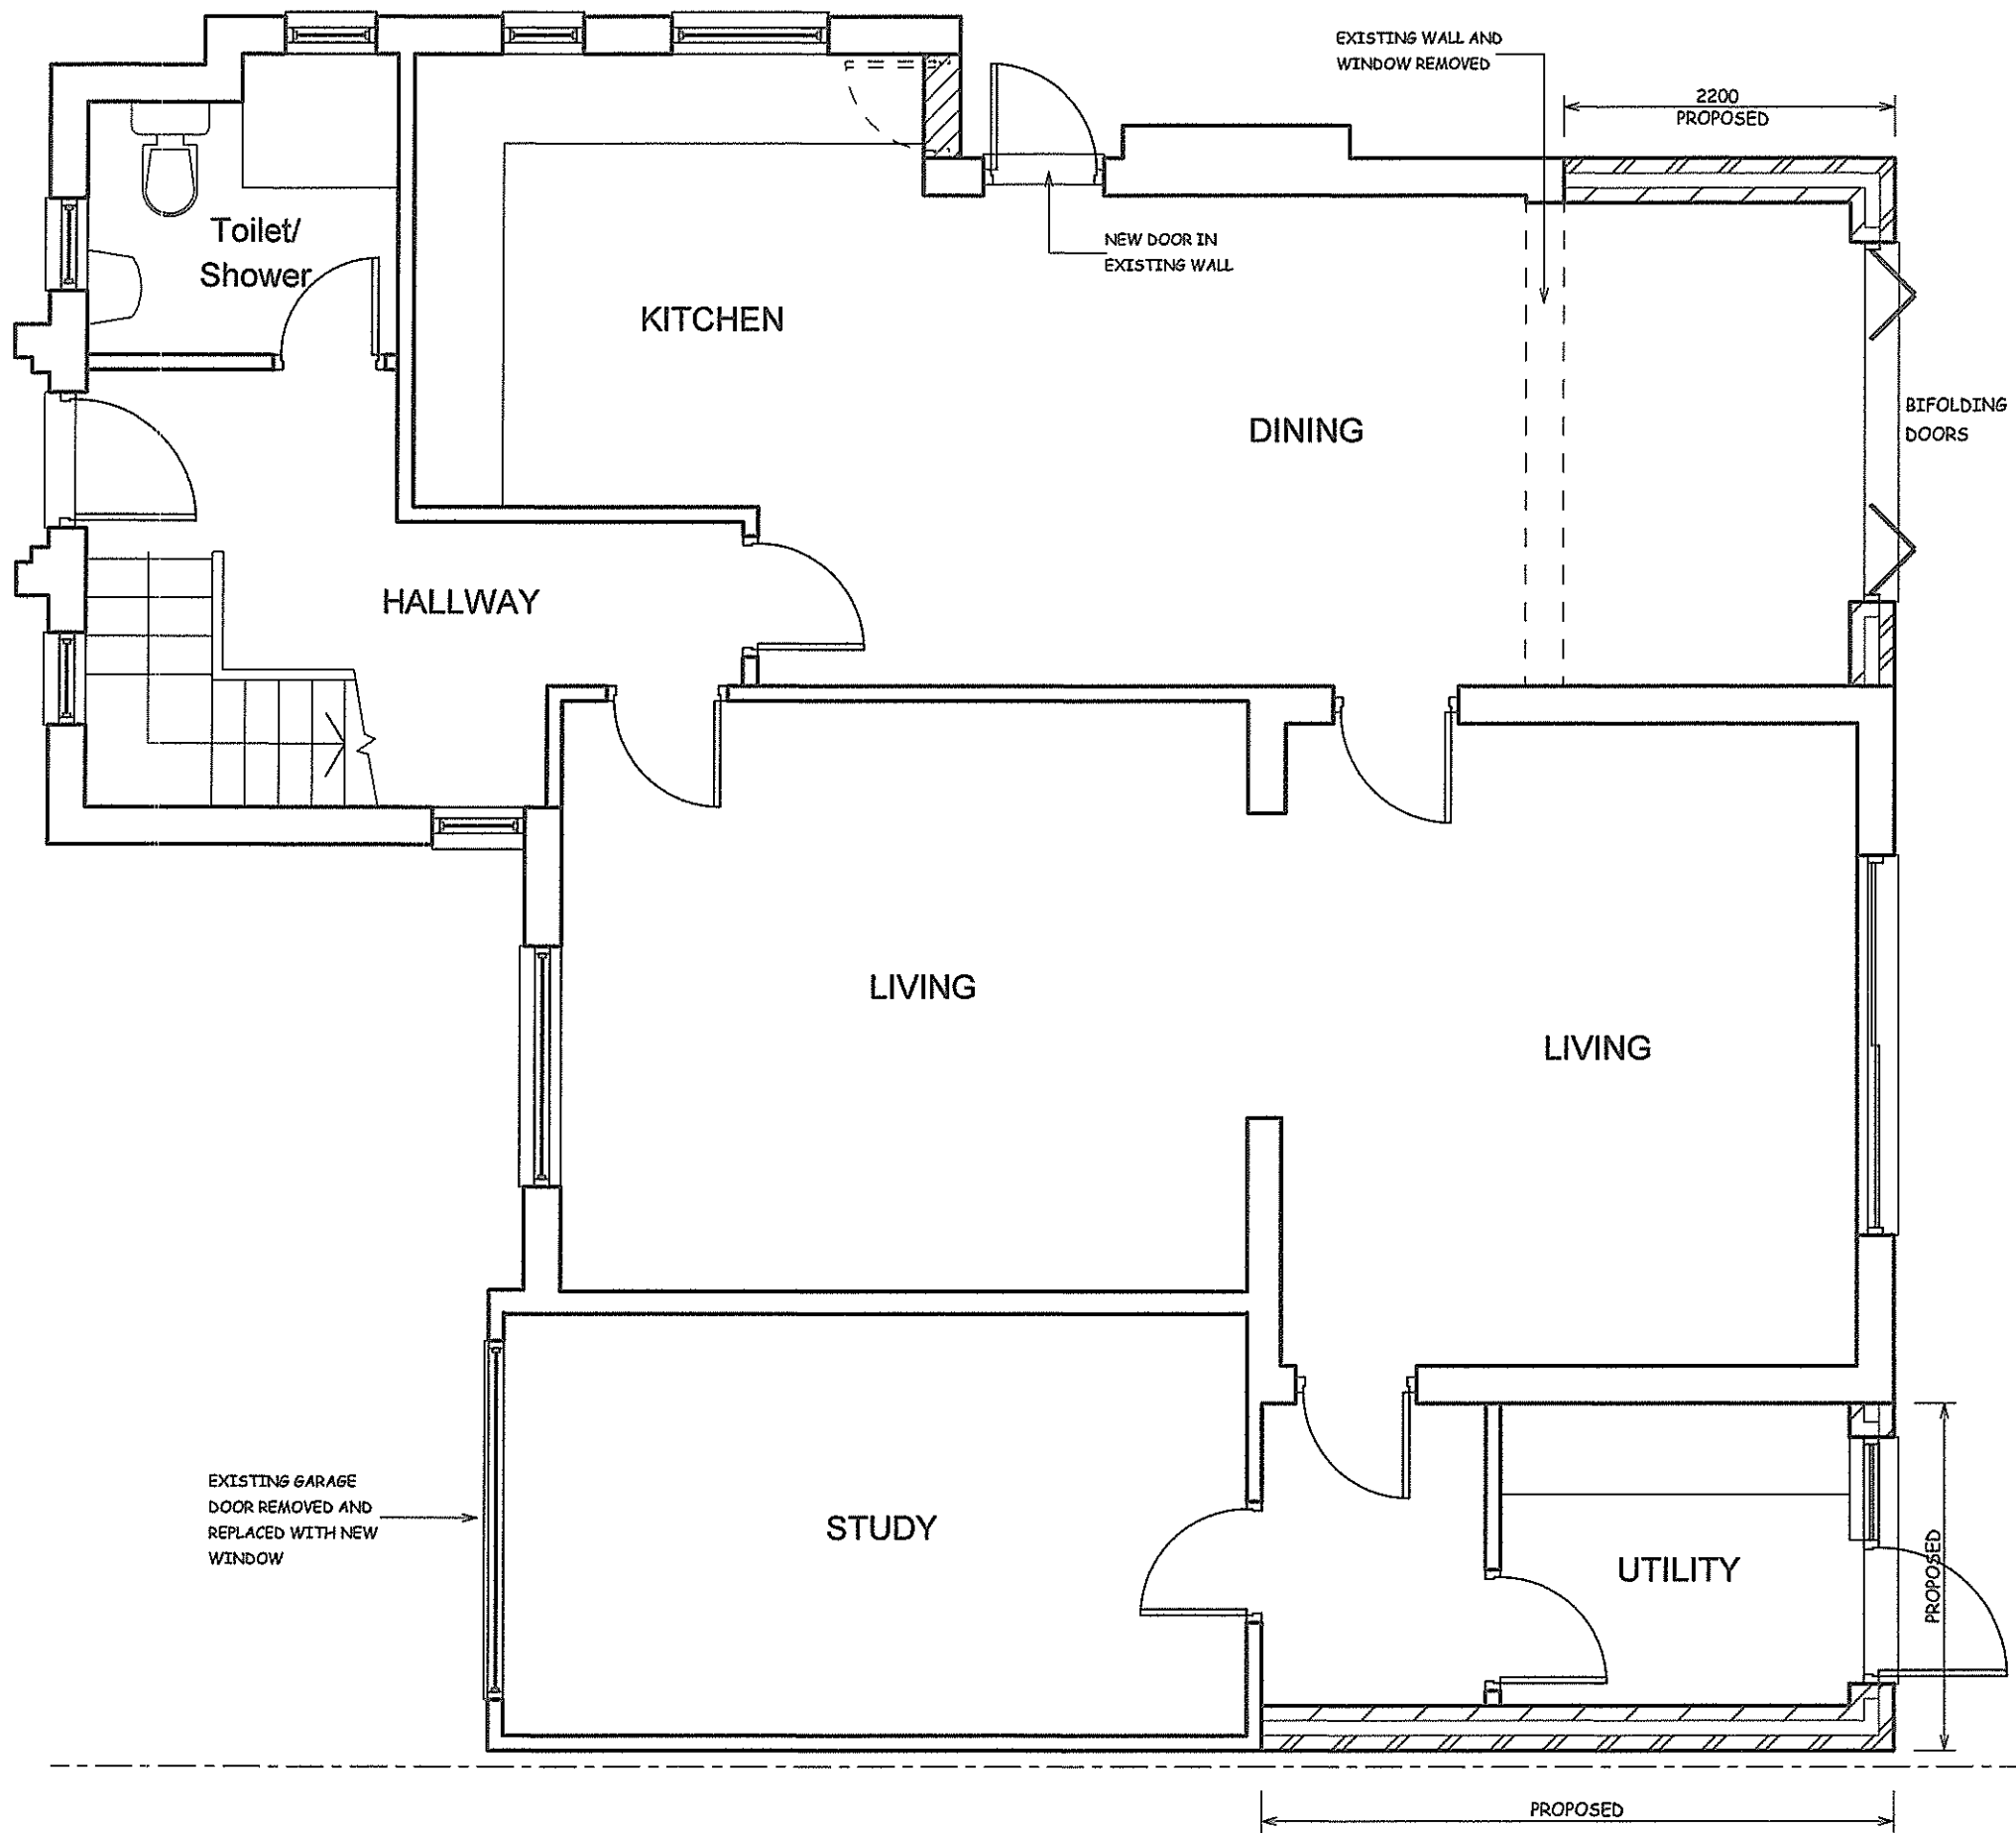 EXISTING WALL AND
WINDOW REMOVED
2200
PROPOSED
Toilet/
Shower
NEW DOOR IN
EXISTING WALL
KITCHEN
DINING
BIFOLDING
DOORS
HALLWAY
LIVING
LIVING
EXISTING GARAGE
DOOR REMOVED AND
REPLACED WITH NEW
WINDOW
STUDY
UTILITY
PROPOSED
PROPOSED